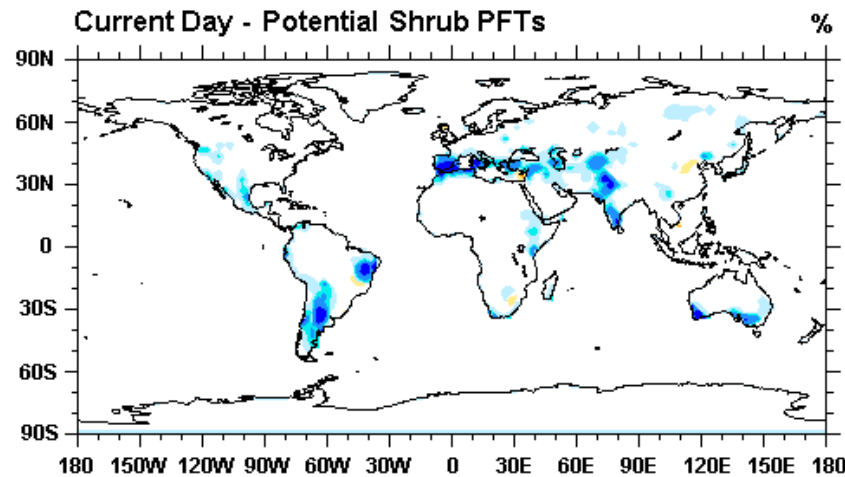 Current Day - Potential Shrub PFTs %
90N
60N
30N
0
30S
60S
90S
180 150W 120W 90W 60W 30W 0 30E 60E 90E 120E 150E 180